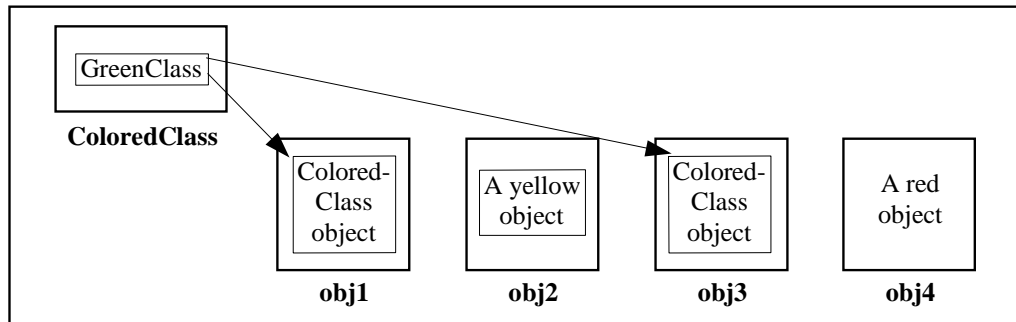 GreenClass
ColoredClass
Colored-
Class
object
obj1
A yellow
object
obj2
Colored-
Class
object
obj3
A red
object
obj4